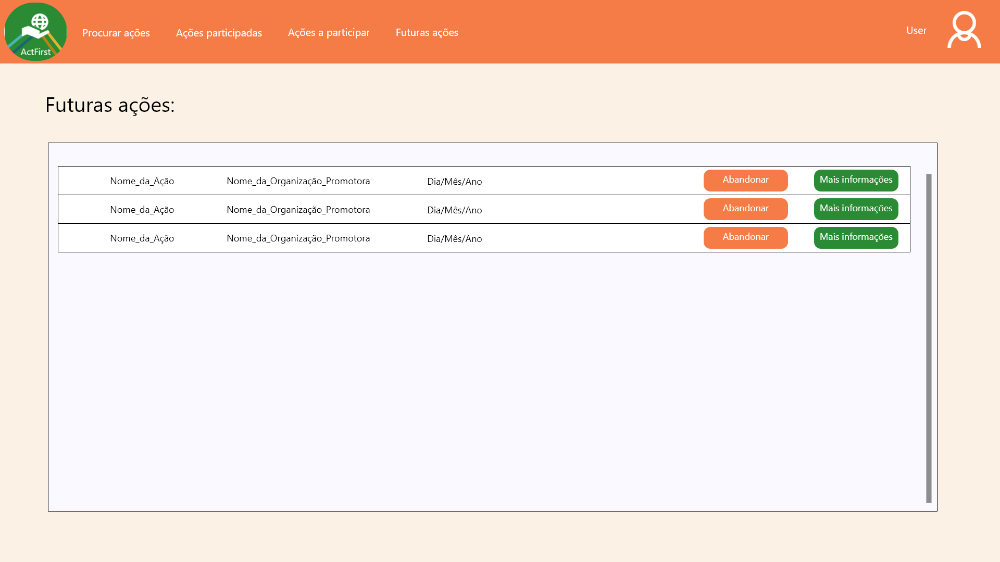 ActFirst
Procurar ações
Ações participadas
Ações a participar
Futuras ações
User
Futuras ações:
Nome_da_Ação Nome_da_Organização_Promotora Dia/Mês/Ano Abandonar Mais informações
Nome_da_Ação Nome_da_Organização_Promotora Dia/Mês/Ano Abandonar Mais informações
Nome_da_Ação Nome_da_Organização_Promotora Dia/Mês/Ano Abandonar Mais informações